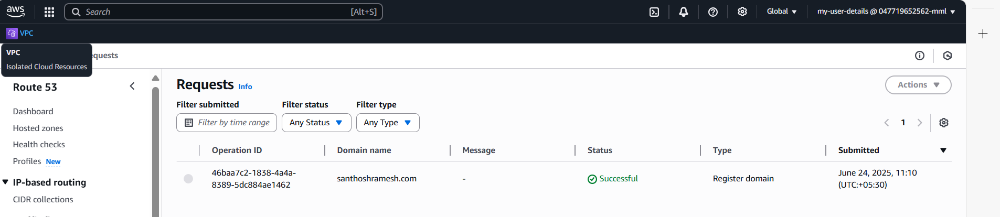 aws
Search [Alt+S]
Global
my-user-details @ 047719652562-mml
VPC
VPC
Isolated Cloud Resources
equests
Route 53
Dashboard
Hosted zones
Health checks
Profiles New
IP-based routing
CIDR collections
Requests Info
Actions
Filter submitted Filter status Filter type
Filter by time range Any Status Any Type
1
Operation ID Domain name Message Status Type Submitted
46baa7c2-1838-4a4a-
8389-5dc884ae1462
santhoshramesh.com - Successful Register domain
June 24, 2025, 11:10
(UTC:+05:30)